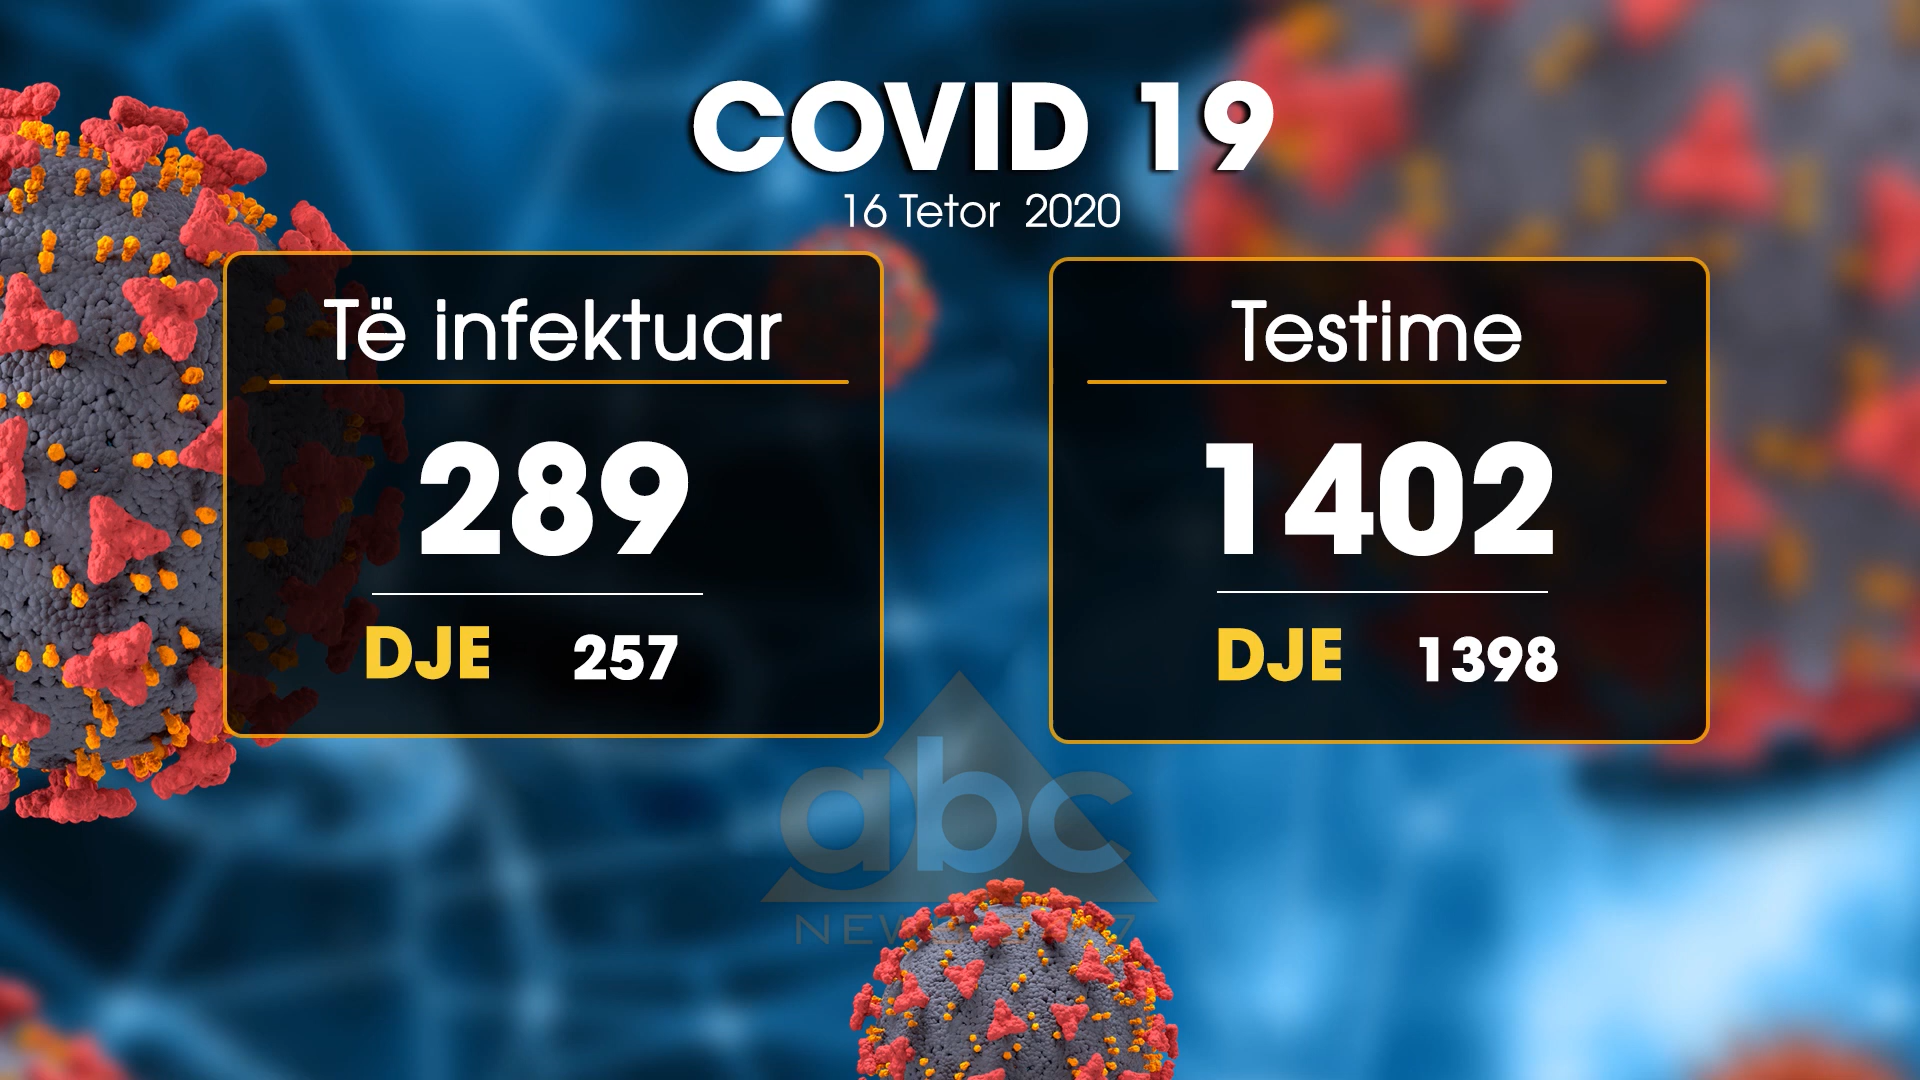 COVID 19
16 Tetor 2020
Të infektuar
289
DJE 257
Testime
1402
DJE 1398
abc